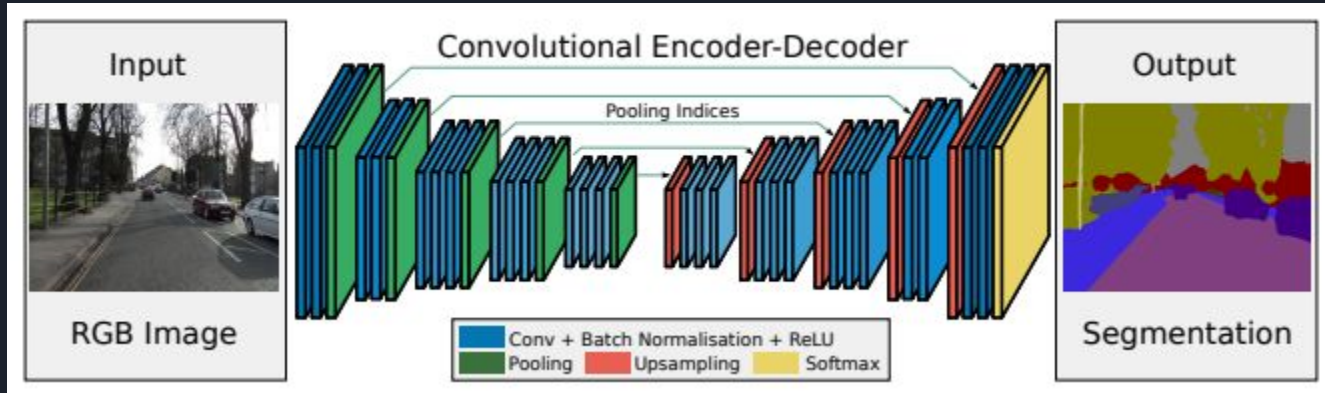 Convolutional Encoder-Decoder
Input
RGB Image
Pooling Indices
Conv + Batch Normalisation + ReLU
Pooling Upsampling Softmax
Output
Segmentation